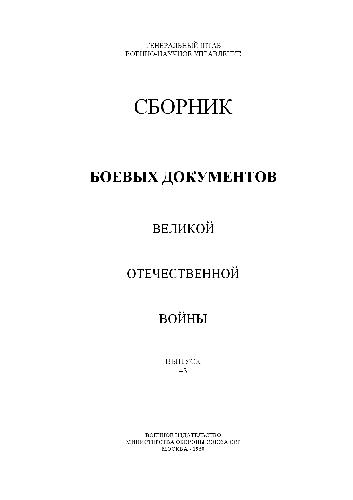 ГЕНЕРАЛЬНЫЙ ШТАБ
ВОЕННО-НАУЧНОЕ УПРАВЛЕНИЕ
СБОРНИК
БОЕВЫХ ДОКУМЕНТОВ
ВЕЛИКОЙ
ОТЕЧЕСТВЕННОЙ
ВОЙНЫ
ВЫПУСК
ВОЕННОЕ ИЗДАТЕЛЬСТВО
МИНИСТЕРСТВА ОБОРОНЫ СОЮЗА ССР
МОСКВА -